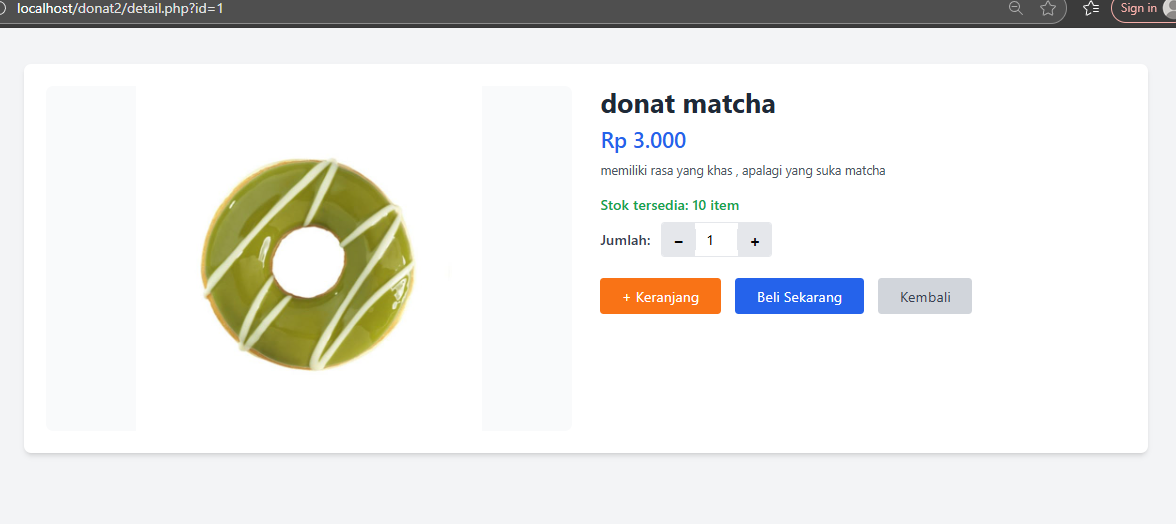 localhost/donat2/detail.php?id=1
Sign in
donat matcha
Rp 3.000
memiliki rasa yang khas , apalagi yang suka matcha
Stok tersedia: 10 item
Jumlah: - 1 +
+ Keranjang Beli Sekarang Kembali